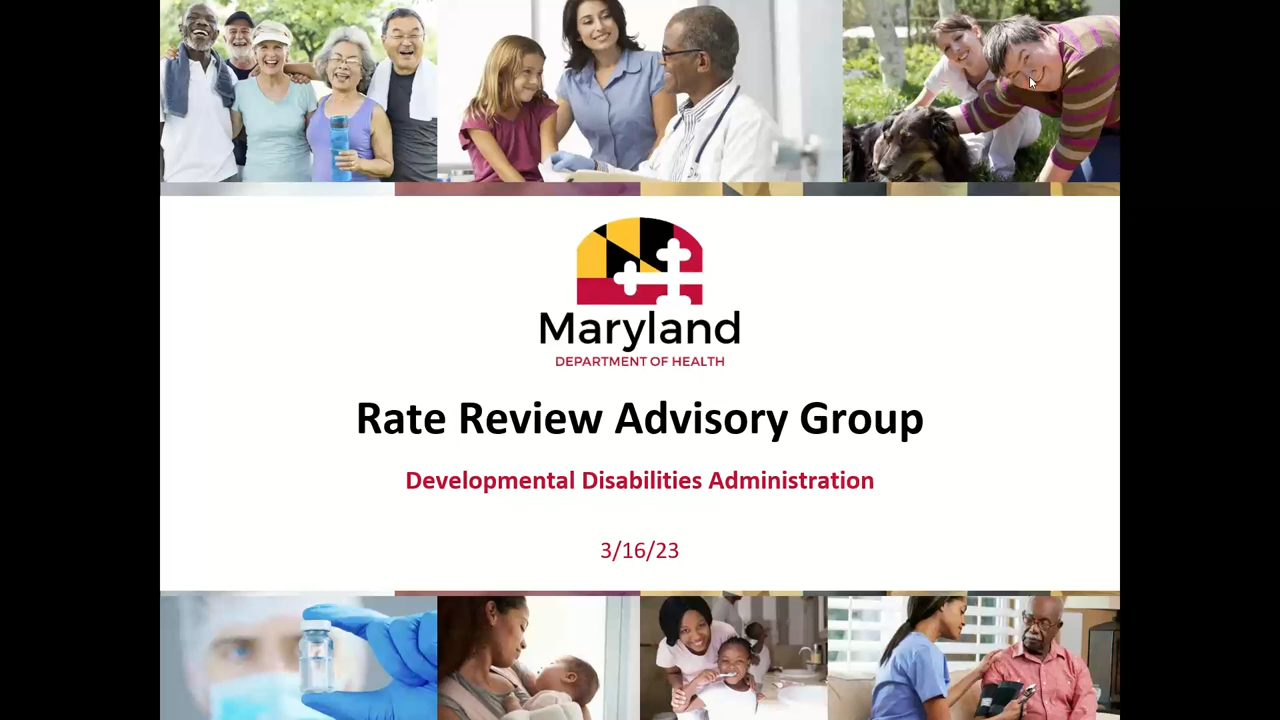 Maryland
DEPARTMENT OF HEALTH
Rate Review Advisory Group
Developmental Disabilities Administration
3/16/23